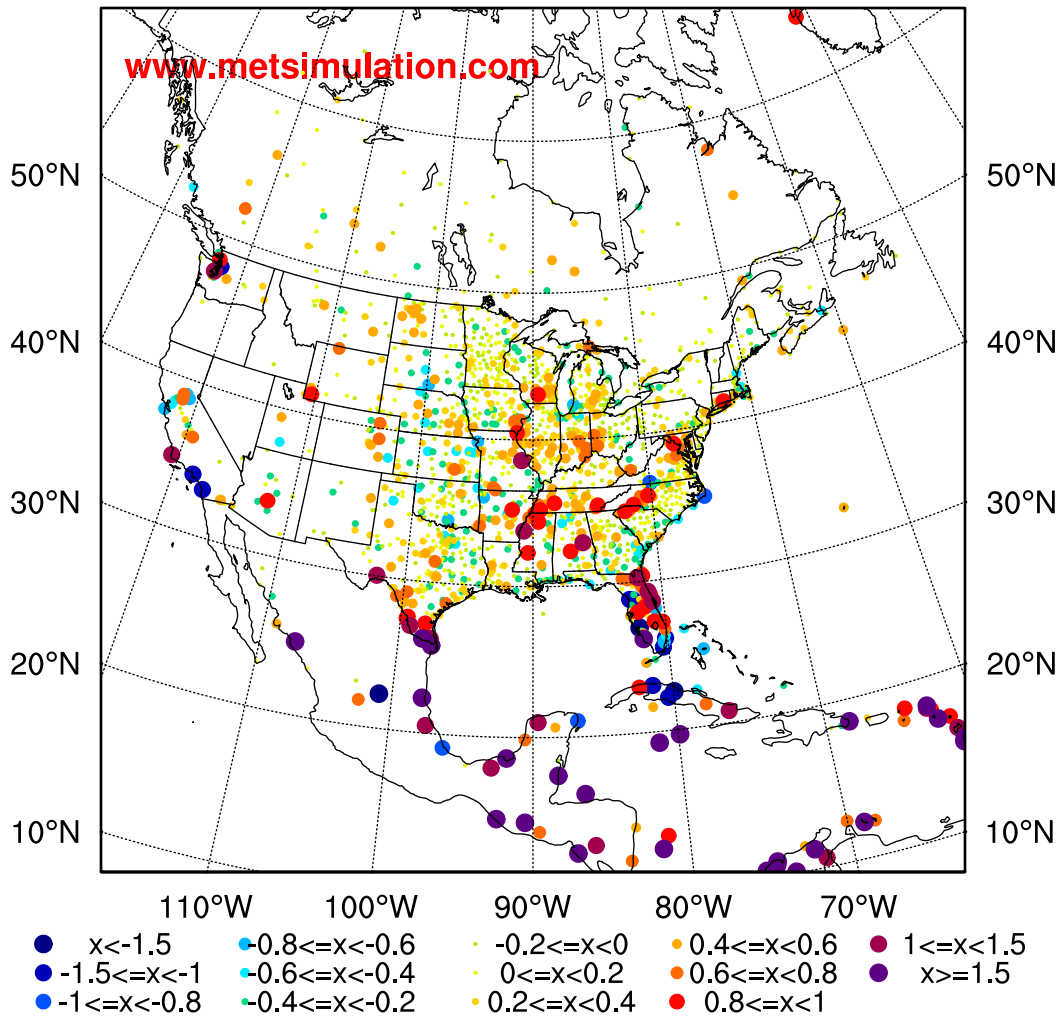 www.metsimulation.com
50°N 50°N
40°N 40°N
30°N 30°N
20°N 20°N
10°N 10°N
110°W 100°W 90°W 80°W 70°W
x<-1.5 -0.8<=x<-0.6 -0.2<=x<0 0.4<=x<0.6 1<=x<1.5
-1.5<=x<-1 -0.6<=x<-0.4 0<=x<0.2 0.6<=x<0.8 x>=1.5
-1<=x<-0.8 -0.4<=x<-0.2 0.2<=x<0.4 0.8<=x<1